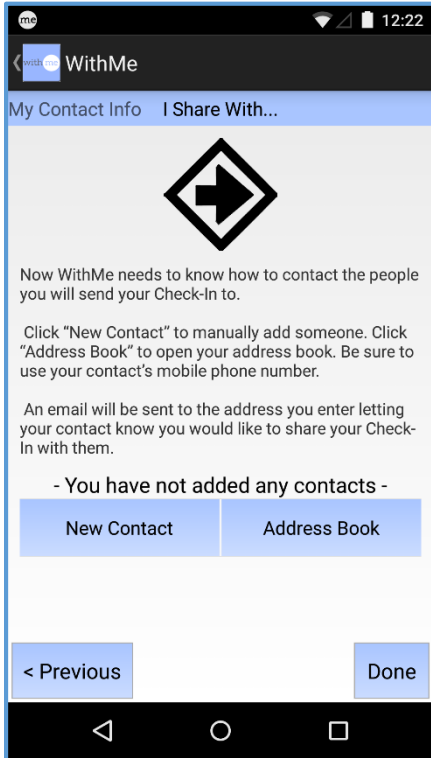 me 12:22
with me WithMe
My Contact Info I Share With...
Now WithMe needs to know how to contact the people
you will send your Check-In to.
Click “New Contact” to manually add someone. Click
“Address Book” to open your address book. Be sure to
use your contact’s mobile phone number.
An email will be sent to the address you enter letting
your contact know you would like to share your Check-
In with them.
- You have not added any contacts -
New Contact Address Book
< Previous Done